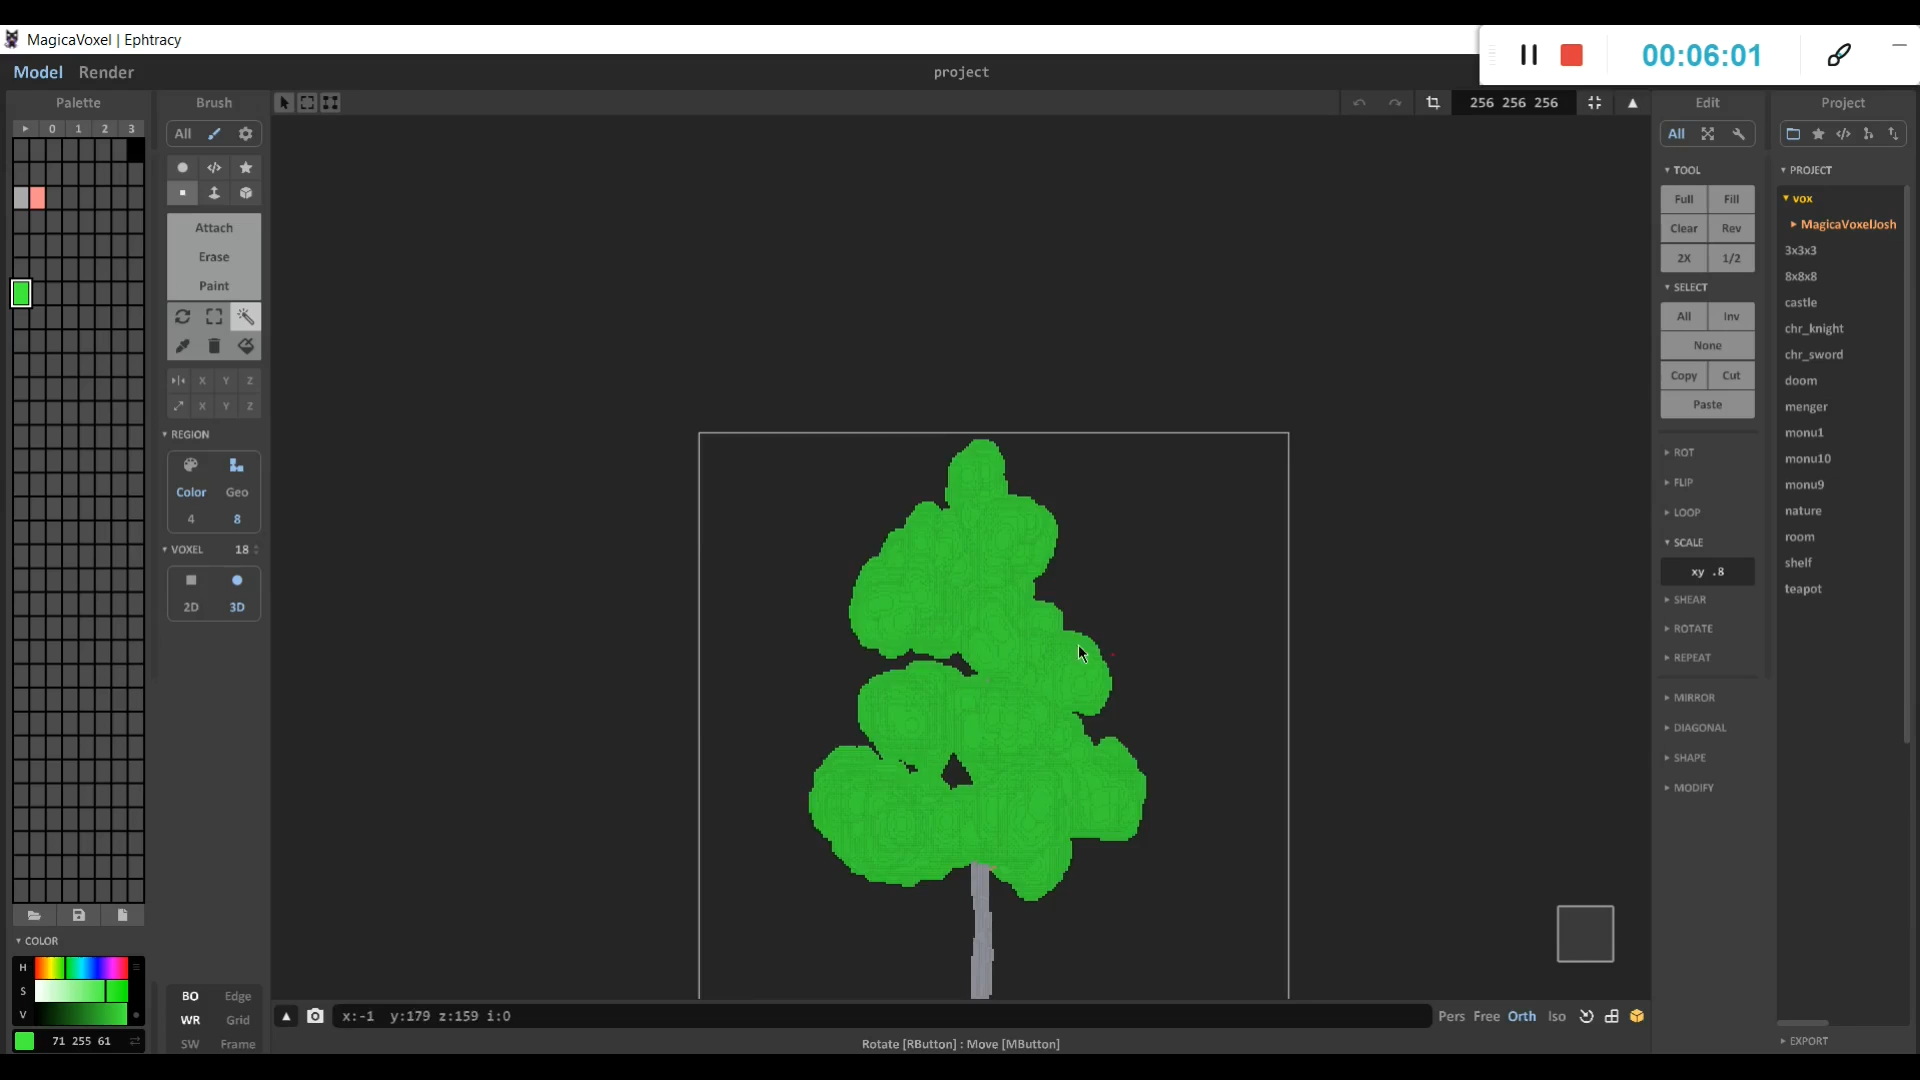 MagicaVoxel | Ephtracy
00:06:01
Model Render
project
Palette
Brush
256 256 256
Edit
Project
0 1 2 3
All
All
TOOL
PROJECT
Full Fill
vox
Attach
Clear Rev
MagicaVoxelJosh
Erase
2X 1/2
3x3x3
Paint
SELECT
8x8x8
All Inv
castle
None
chr_knight
Copy Cut
chr_sword
X Y Z
Paste
doom
X Y Z
menger
REGION
ROT
monu1
Color Geo
FLIP
monu10
4 8
LOOP
monu9
VOXEL 18
SCALE
nature
2D 3D
xy .8
room
SHEAR
shelf
ROTATE
teapot
REPEAT
MIRROR
DIAGONAL
SHAPE
MODIFY
COLOR
H
S
V
71 255 61
BO Edge
WR Grid
SW Frame
x:-1 y:179 z:159 i:0
Pers Free Orth Iso
Rotate [RButton] : Move [MButton]
EXPORT